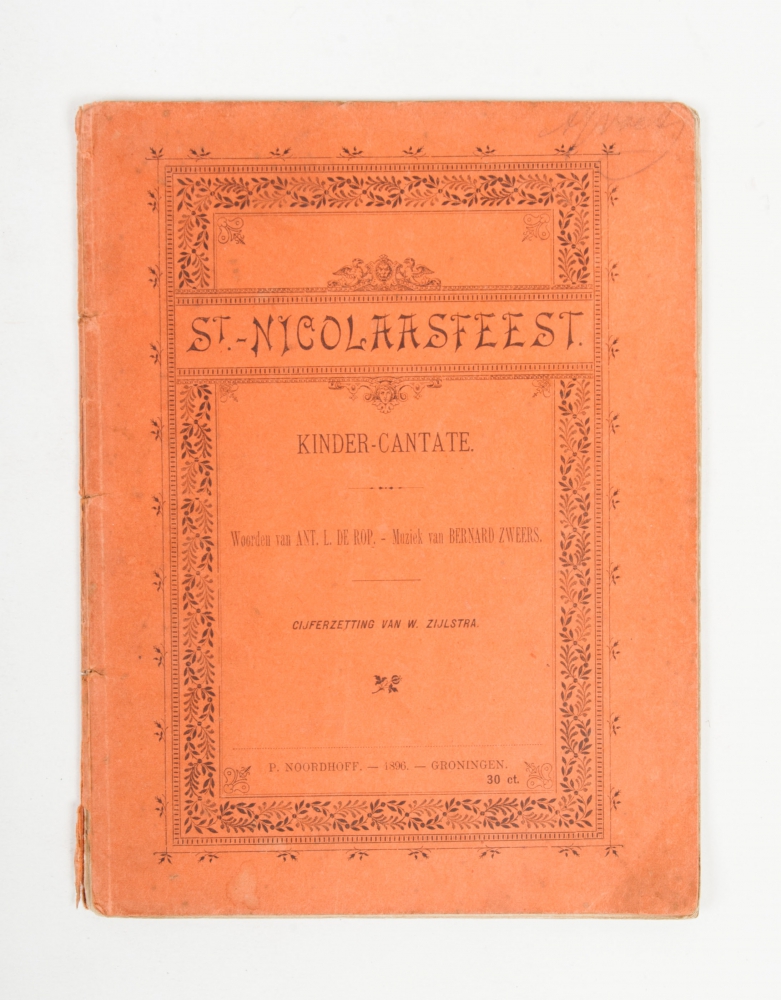 ST.-NICOLAASFEEST.
KINDER-CANTATE.
Woorden van ANT. L. DE ROP. - Muziek van BERNARD ZWEERS.
CIJFERZETTING VAN W. ZIJLSTRA.
P. NOORDHOFF. — 1896. — GRONINGEN.
30 ct.